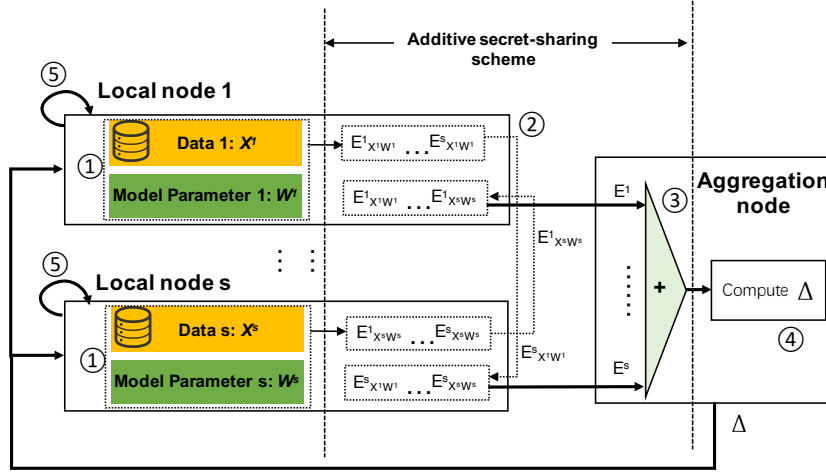 Additive secret-sharing
scheme
⑤
Local node 1
②
①
Data 1: X¹
E¹X¹W¹ ... EˢX¹W¹
Model Parameter 1: W¹
E¹X¹W¹ ... E¹XˢWˢ
E¹
③
Aggregation
node
E¹XˢWˢ
+
Compute Δ
④
⑤
Local node s
①
Data s: Xˢ
E¹XˢWˢ ... EˢXˢWˢ
EˢX¹W¹
Model Parameter s: Wˢ
EˢX¹W¹ ... EˢXˢWˢ
Eˢ
Δ